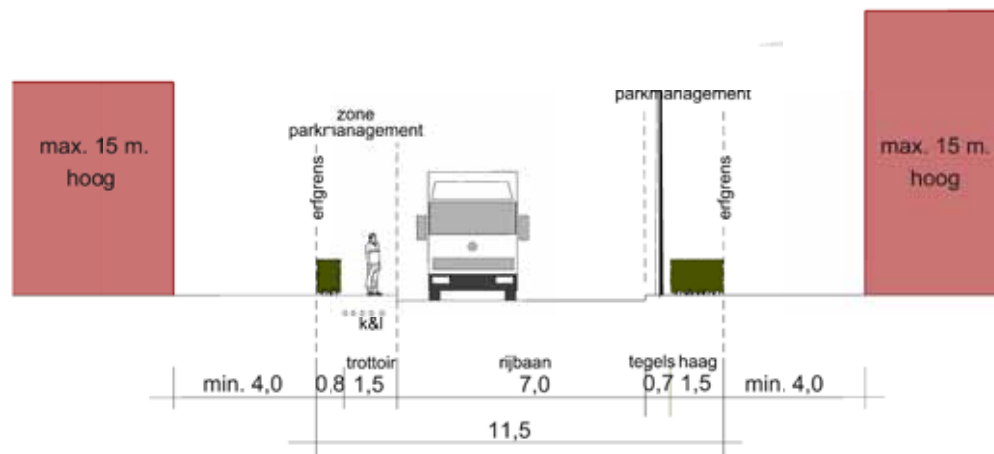 parkmanagement
zone
parkmanagement
max. 15 m.
hoog
max. 15 m.
hoog
erfgrens
erfgrens
k&l
trottoir
rijbaan
tegels haag
min. 4,0
0,8
1,5
7,0
0,7
1,5
min. 4,0
11,5